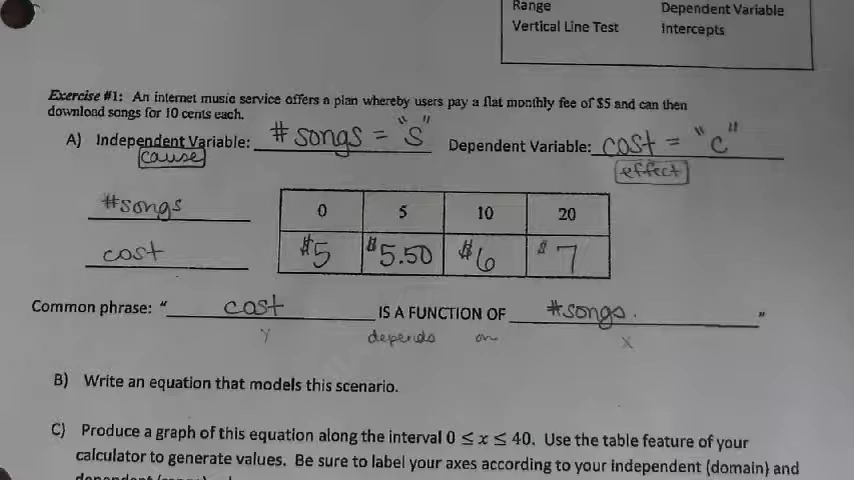 Range Dependent Variable
Vertical Line Test Intercepts
Exercise #1: An internet music service offers a plan whereby users pay a flat monthly fee of $5 and can then
download songs for 10 cents each.
A) Independent Variable: # songs = "s" Dependent Variable: cost = "c"
cause effect
#songs 0 5 10 20
cost $5 $5.50 $6 $7
Common phrase: " cost IS A FUNCTION OF #songs. "
y depends on x
B) Write an equation that models this scenario.
C) Produce a graph of this equation along the interval 0 ≤ x ≤ 40. Use the table feature of your
calculator to generate values. Be sure to label your axes according to your independent (domain) and